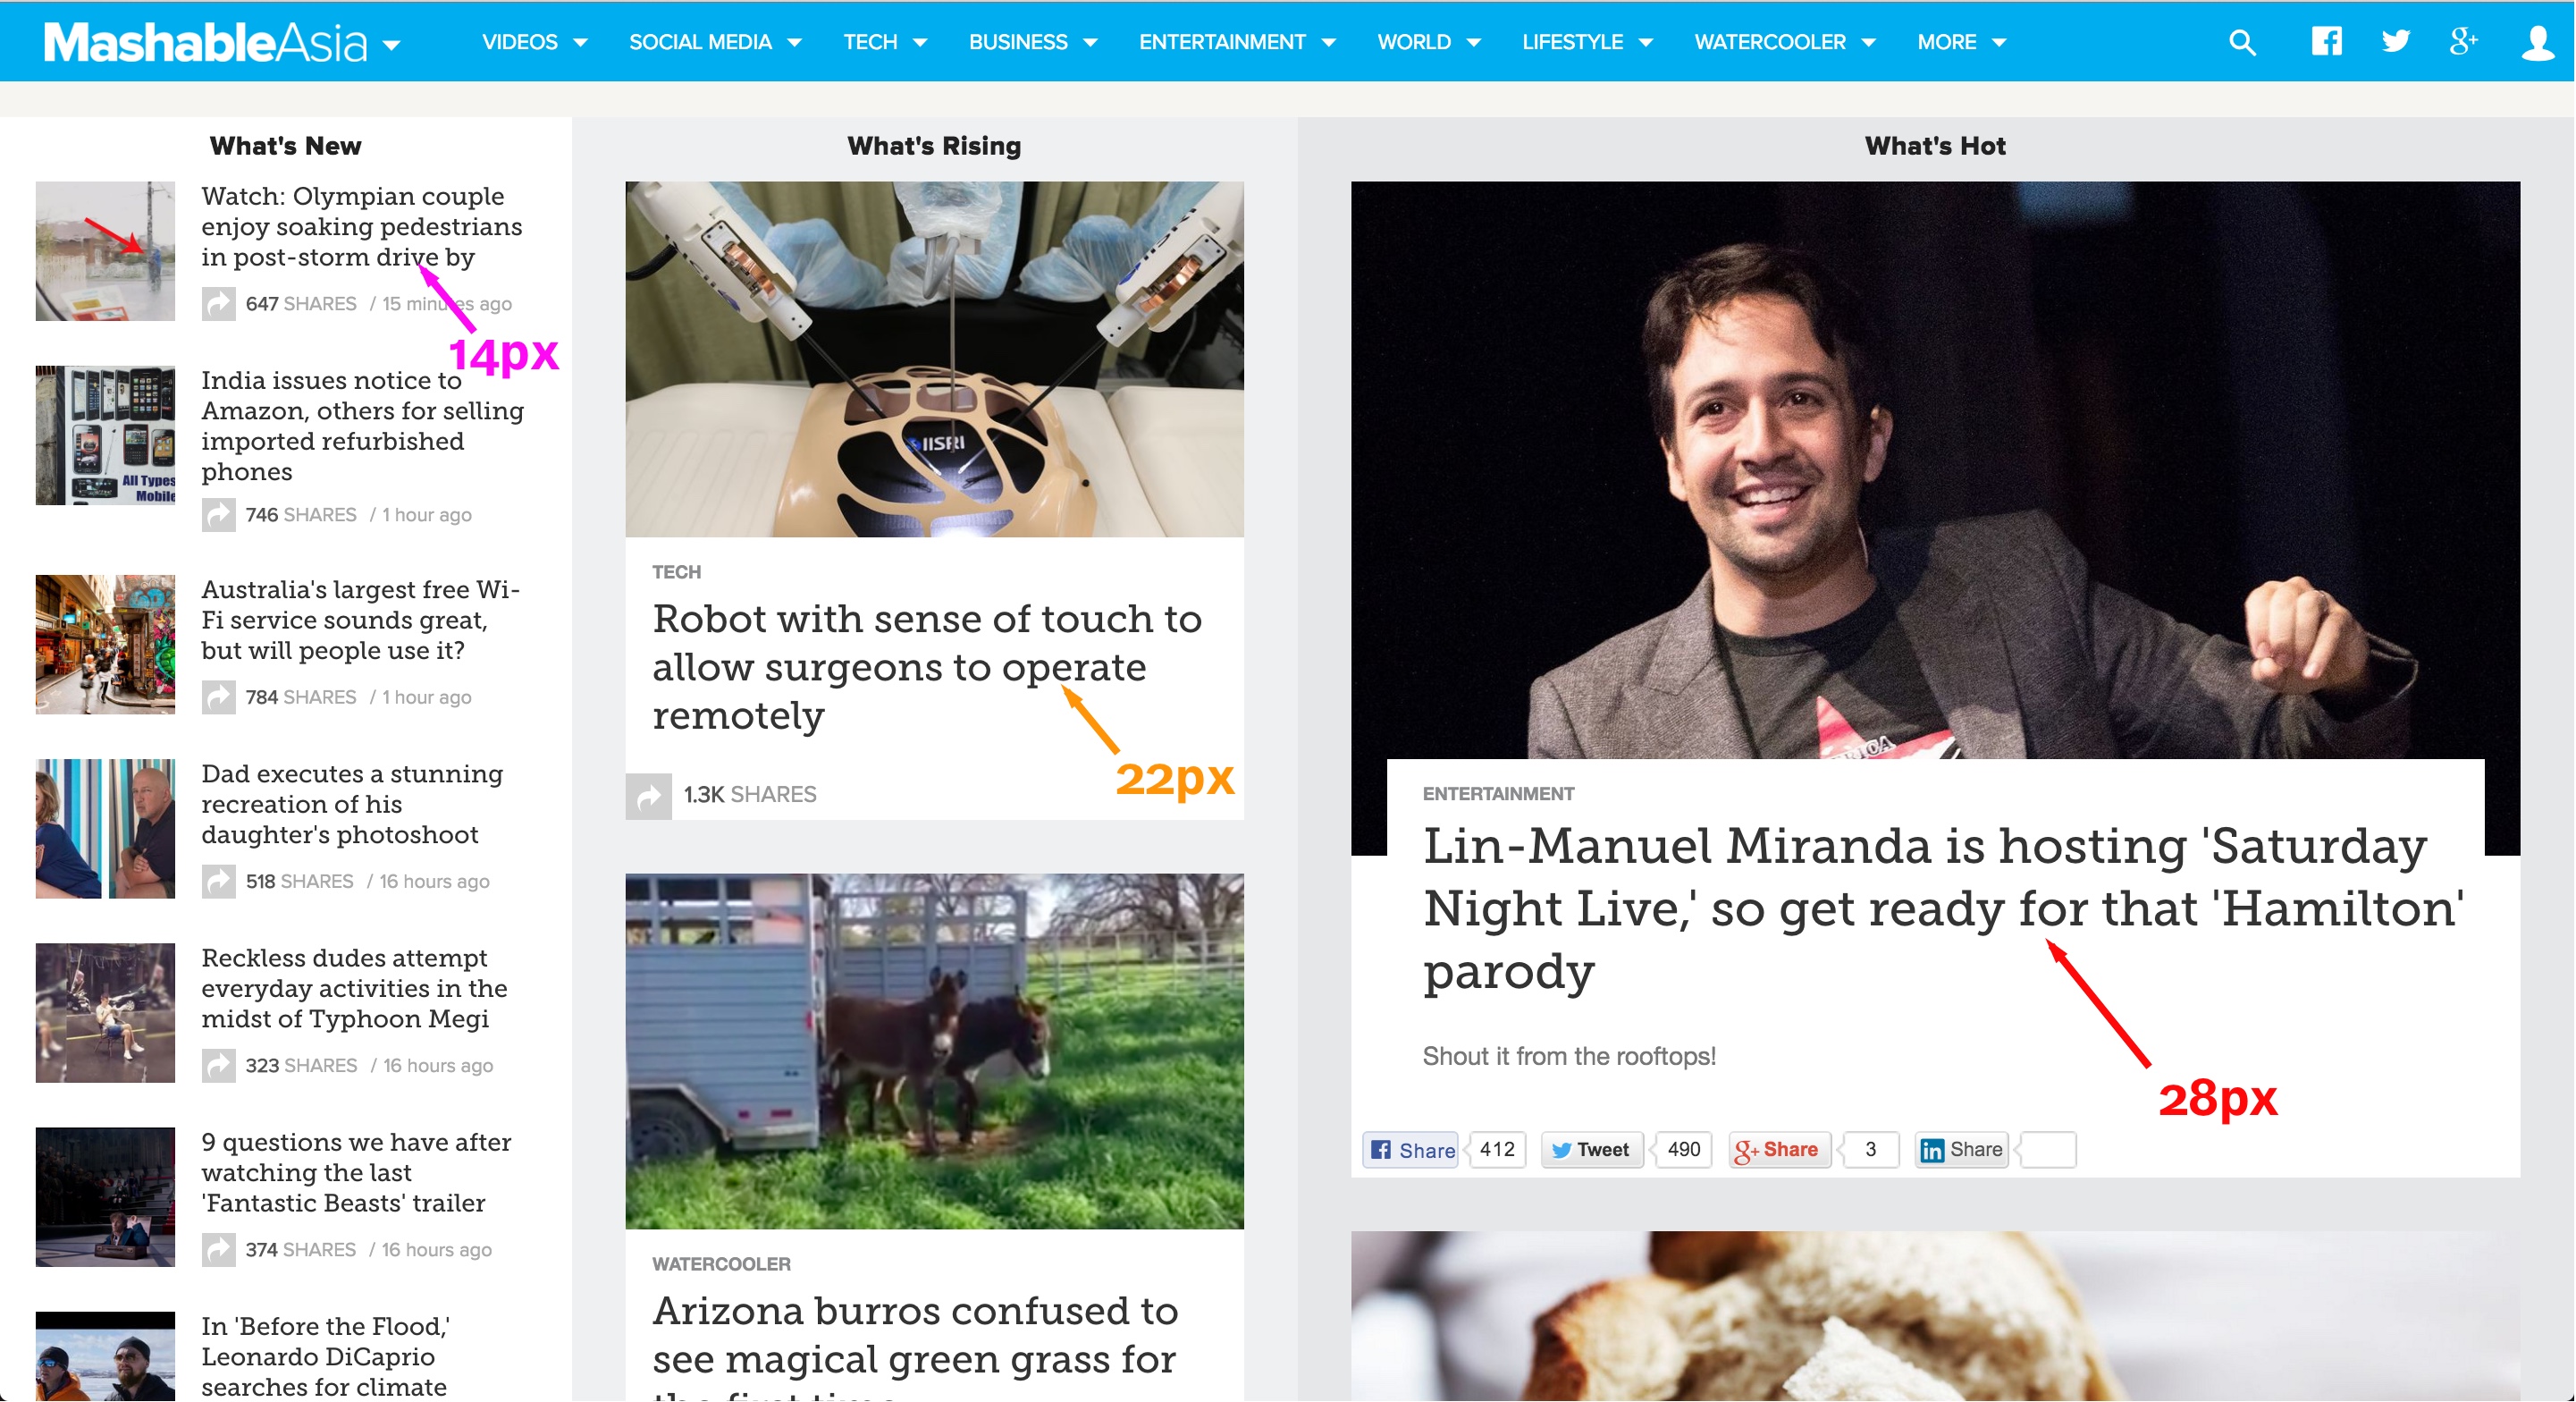 MashableAsia
VIDEOS SOCIAL MEDIA TECH BUSINESS ENTERTAINMENT WORLD LIFESTYLE WATERCOOLER MORE
What's New
Watch: Olympian couple
enjoy soaking pedestrians
in post-storm drive by
647 SHARES / 15 minutes ago
14px
All Types
Mobile
India issues notice to
Amazon, others for selling
imported refurbished
phones
746 SHARES / 1 hour ago
Australia's largest free Wi-
Fi service sounds great,
but will people use it?
784 SHARES / 1 hour ago
Dad executes a stunning
recreation of his
daughter's photoshoot
518 SHARES / 16 hours ago
Reckless dudes attempt
everyday activities in the
midst of Typhoon Megi
323 SHARES / 16 hours ago
9 questions we have after
watching the last
'Fantastic Beasts' trailer
374 SHARES / 16 hours ago
In 'Before the Flood,'
Leonardo DiCaprio
searches for climate
What's Rising
IISRI
TECH
Robot with sense of touch to
allow surgeons to operate
remotely
22px
1.3K SHARES
WATERCOOLER
Arizona burros confused to
see magical green grass for
What's Hot
ENTERTAINMENT
Lin-Manuel Miranda is hosting 'Saturday
Night Live,' so get ready for that 'Hamilton'
parody
Shout it from the rooftops!
28px
Share 412 Tweet 490 g+ Share 3 in Share